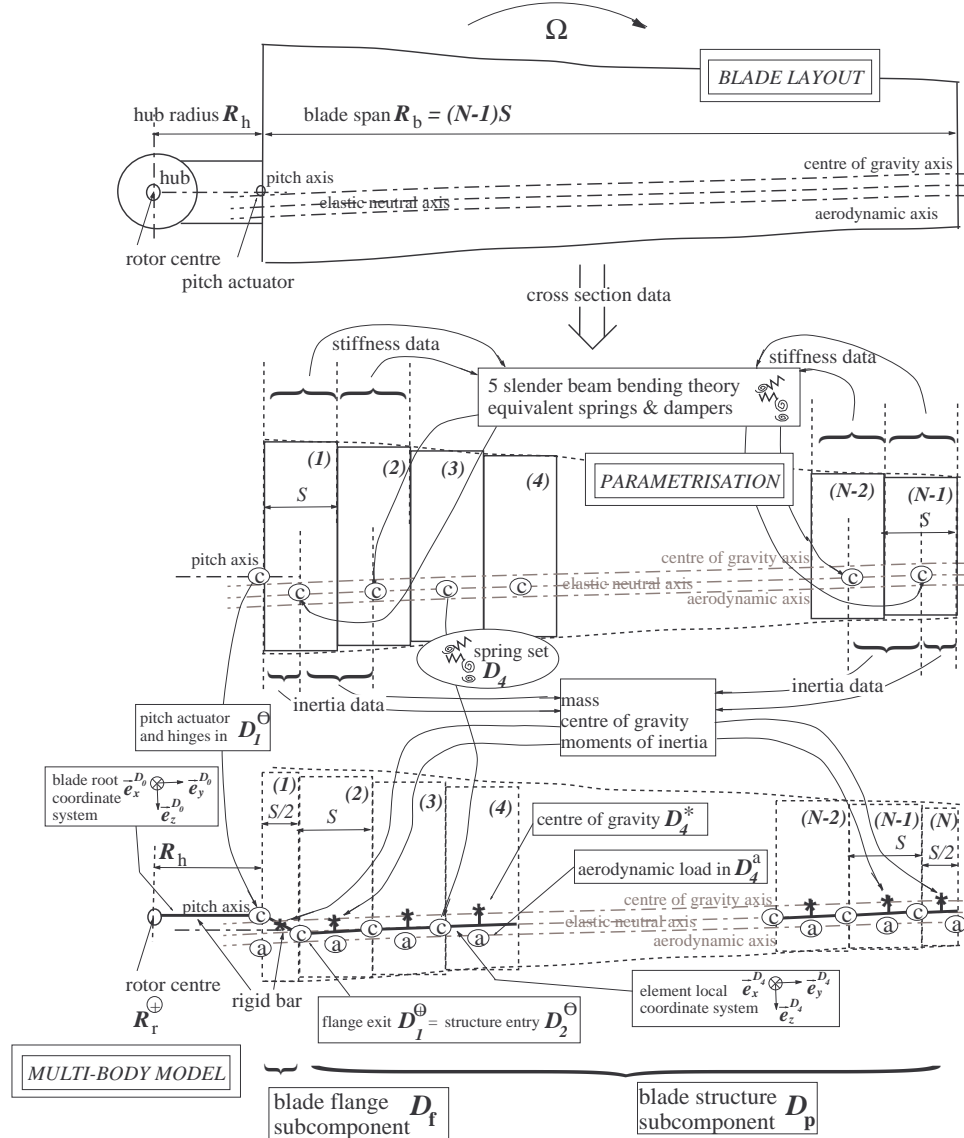 Ω
BLADE LAYOUT
hub radius R_h
blade span R_b = (N-1)S
hub
pitch axis
centre of gravity axis
elastic neutral axis
aerodynamic axis
rotor centre
pitch actuator
cross section data
stiffness data
stiffness data
5 slender beam bending theory
equivalent springs & dampers
(1)
(2)
(3)
(4)
PARAMETRISATION
(N-2)
(N-1)
S
S
pitch axis
centre of gravity axis
elastic neutral axis
aerodynamic axis
c
c
c
c
c
c
c
spring set
D_4
inertia data
inertia data
mass
centre of gravity
moments of inertia
pitch actuator
and hinges in D_1^⊖
blade root
coordinate
system
e_x^{D_0} ⊗ e_y^{D_0}
e_z^{D_0}
(1)
(2)
(3)
(4)
S/2
S
centre of gravity D_4^*
aerodynamic load in D_4^a
(N-2)
(N-1)
(N)
S
S/2
R_h
pitch axis
centre of gravity axis
elastic neutral axis
aerodynamic axis
c
c
c
c
c
c
c
a
a
a
a
a
a
a
rotor centre
R_r^⊕
rigid bar
flange exit D_1^⊕ = structure entry D_2^⊖
element local
coordinate system
e_x^{D_4} ⊗ e_y^{D_4}
e_z^{D_4}
MULTI-BODY MODEL
blade flange
subcomponent D_f
blade structure
subcomponent D_p